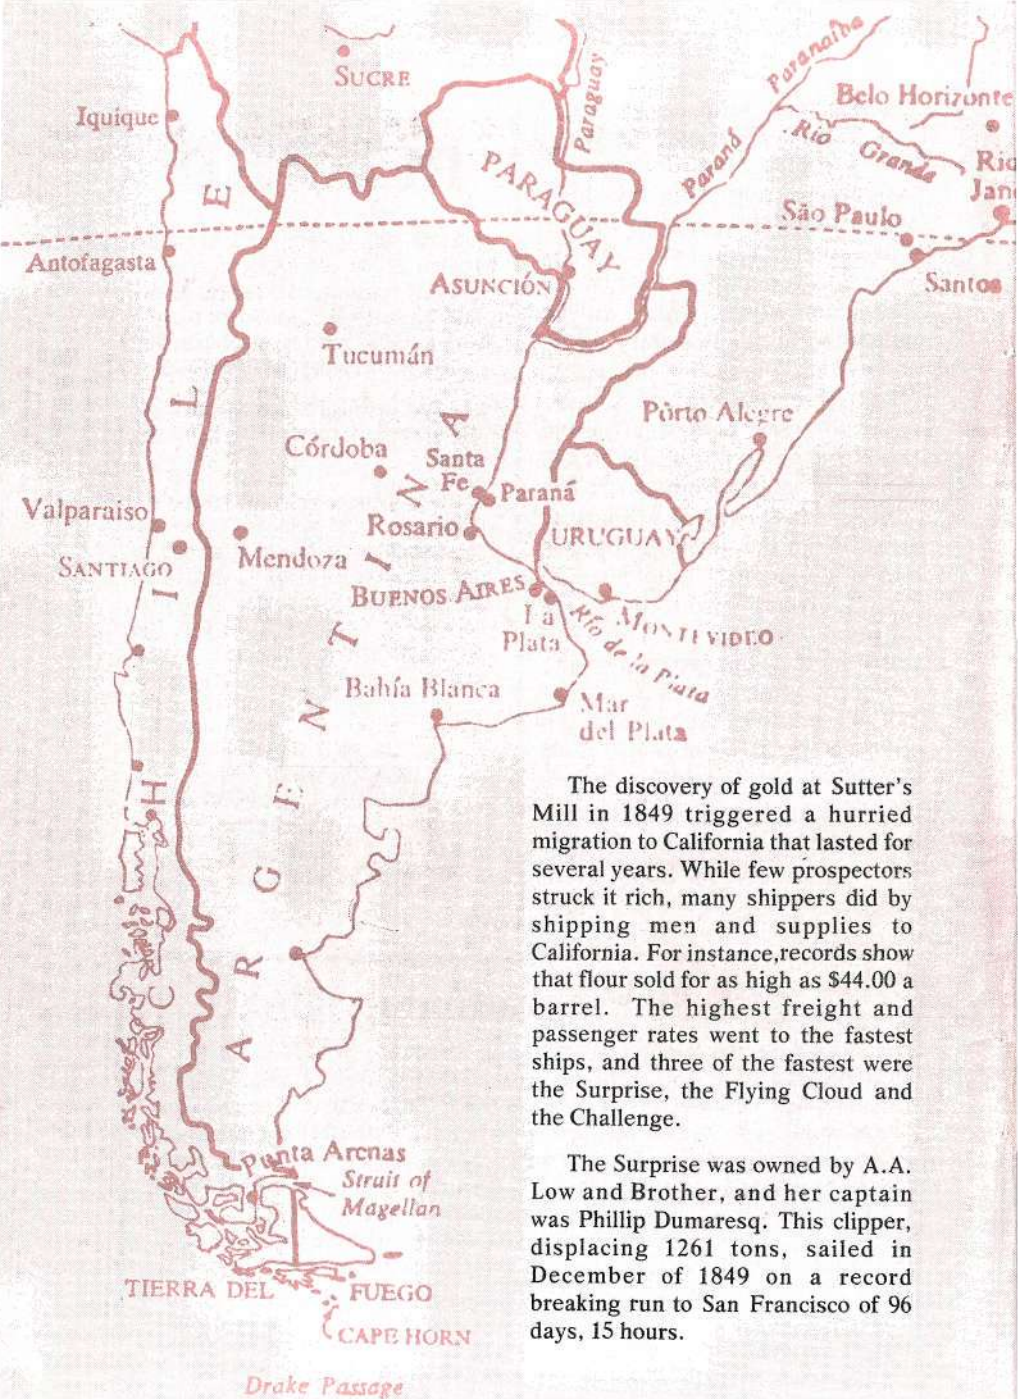 SUCRE
Paraguay
Paranaíba
Belo Horizonte
Iquique
Rio Grande
Paraná
PARAGUAY
Rio
Jan
São Paulo
Antofagasta
ASUNCIÓN
Santos
Tucumán
Pôrto Alegre
Córdoba
Santa
Fe
Paraná
Valparaiso
Rosario
URUGUAY
SANTIAGO
Mendoza
BUENOS AIRES
La
Plata
MONTEVIDEO
Río de la Plata
Bahía Blanca
Mar
del Plata
CHILE
ARGENTINA
The discovery of gold at Sutter's
Mill in 1849 triggered a hurried
migration to California that lasted for
several years. While few prospectors
struck it rich, many shippers did by
shipping men and supplies to
California. For instance,records show
that flour sold for as high as $44.00 a
barrel. The highest freight and
passenger rates went to the fastest
ships, and three of the fastest were
the Surprise, the Flying Cloud and
the Challenge.
The Surprise was owned by A.A.
Low and Brother, and her captain
was Phillip Dumaresq. This clipper,
displacing 1261 tons, sailed in
December of 1849 on a record
breaking run to San Francisco of 96
days, 15 hours.
Punta Arenas
Strait of
Magellan
TIERRA DEL FUEGO
CAPE HORN
Drake Passage